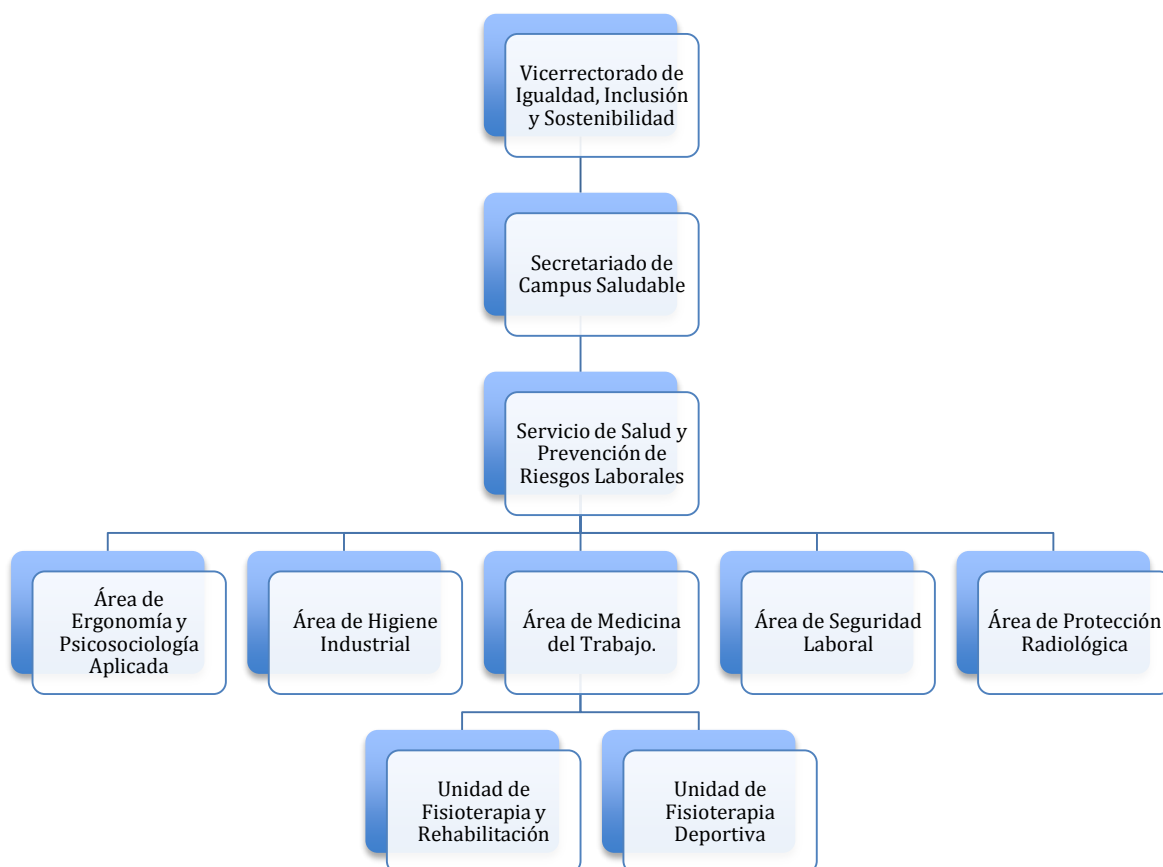 Vicerrectorado de
Igualdad, Inclusión
y Sostenibilidad
Secretariado de
Campus Saludable
Servicio de Salud y
Prevención de
Riesgos Laborales
Área de
Ergonomía y
Psicosociología
Aplicada
Área de Higiene
Industrial
Área de Medicina
del Trabajo.
Área de Seguridad
Laboral
Área de Protección
Radiológica
Unidad de
Fisioterapia y
Rehabilitación
Unidad de
Fisioterapia
Deportiva